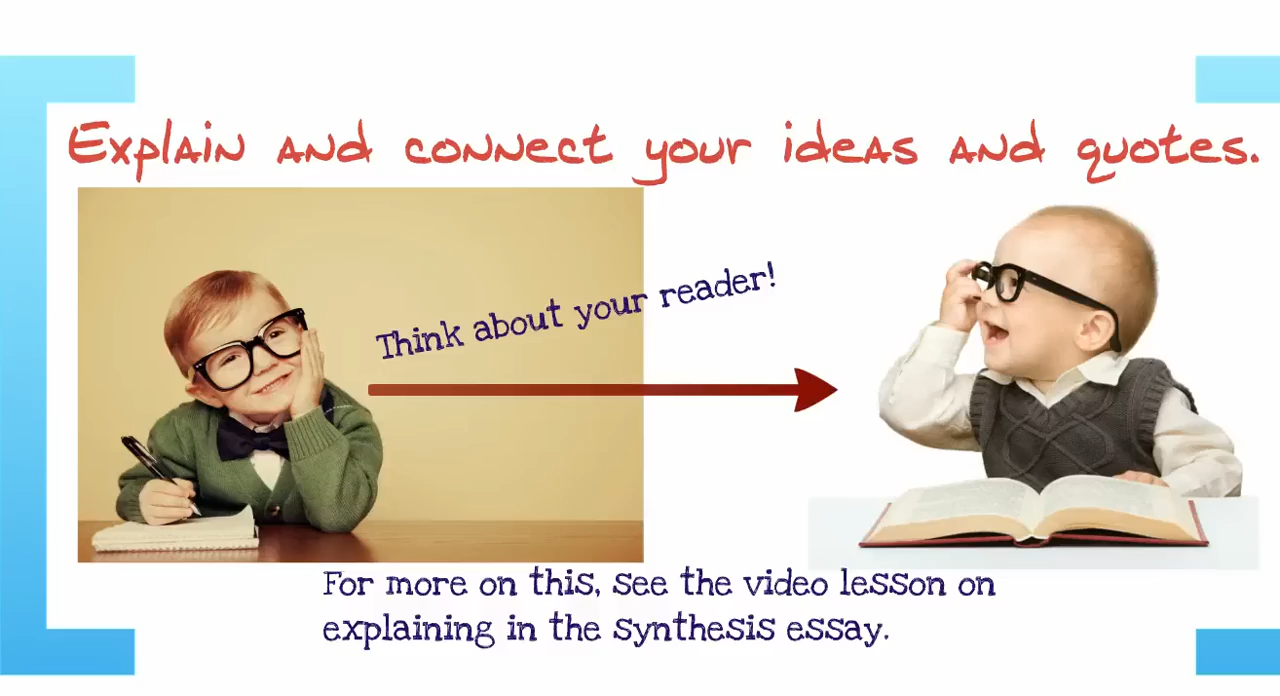 Explain and connect your ideas and quotes.
Think about your reader!
For more on this, see the video lesson on
explaining in the synthesis essay.